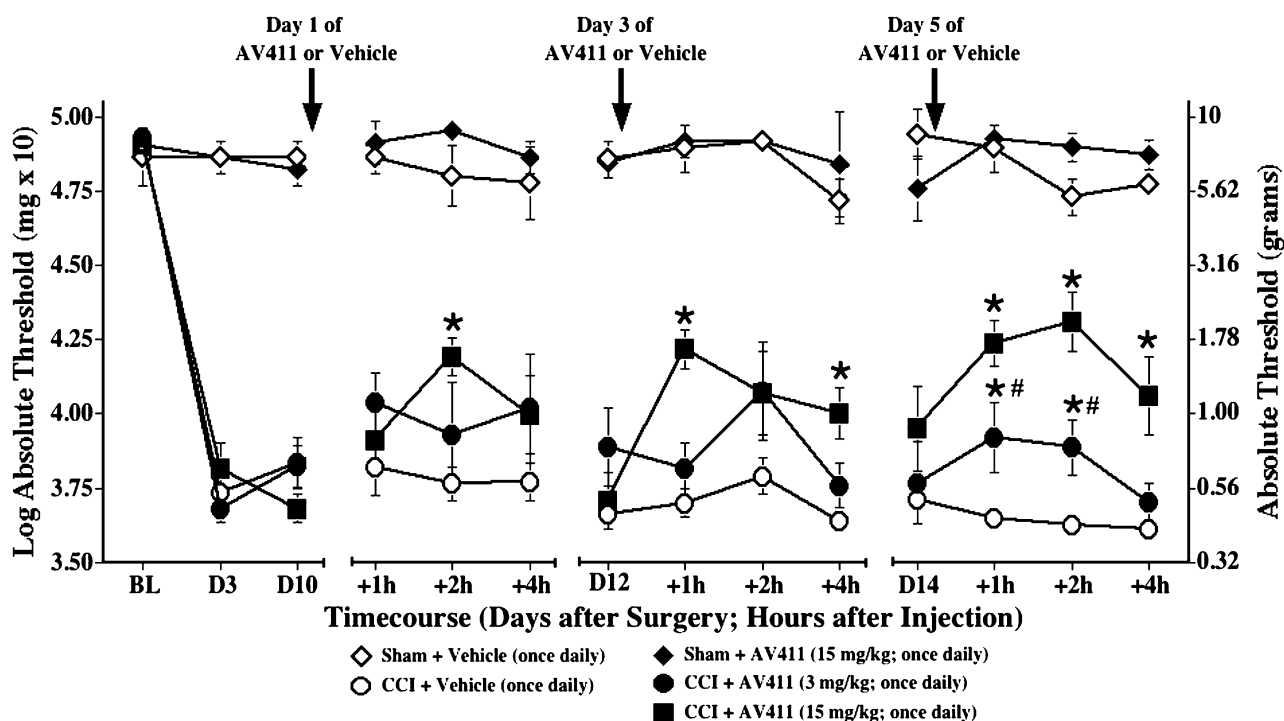 Day 1 of
AV411 or Vehicle
Day 3 of
AV411 or Vehicle
Day 5 of
AV411 or Vehicle
Log Absolute Threshold (mg x 10)
5.00
4.75
4.50
4.25
4.00
3.75
3.50
10
5.62
3.16
1.78
1.00
0.56
0.32
Absolute Threshold (grams)
* * * * * *
* # * #
*
BL D3 D10 +1h +2h +4h D12 +1h +2h +4h D14 +1h +2h +4h
Timecourse (Days after Surgery; Hours after Injection)
Sham + Vehicle (once daily)
CCI + Vehicle (once daily)
Sham + AV411 (15 mg/kg; once daily)
CCI + AV411 (3 mg/kg; once daily)
CCI + AV411 (15 mg/kg; once daily)